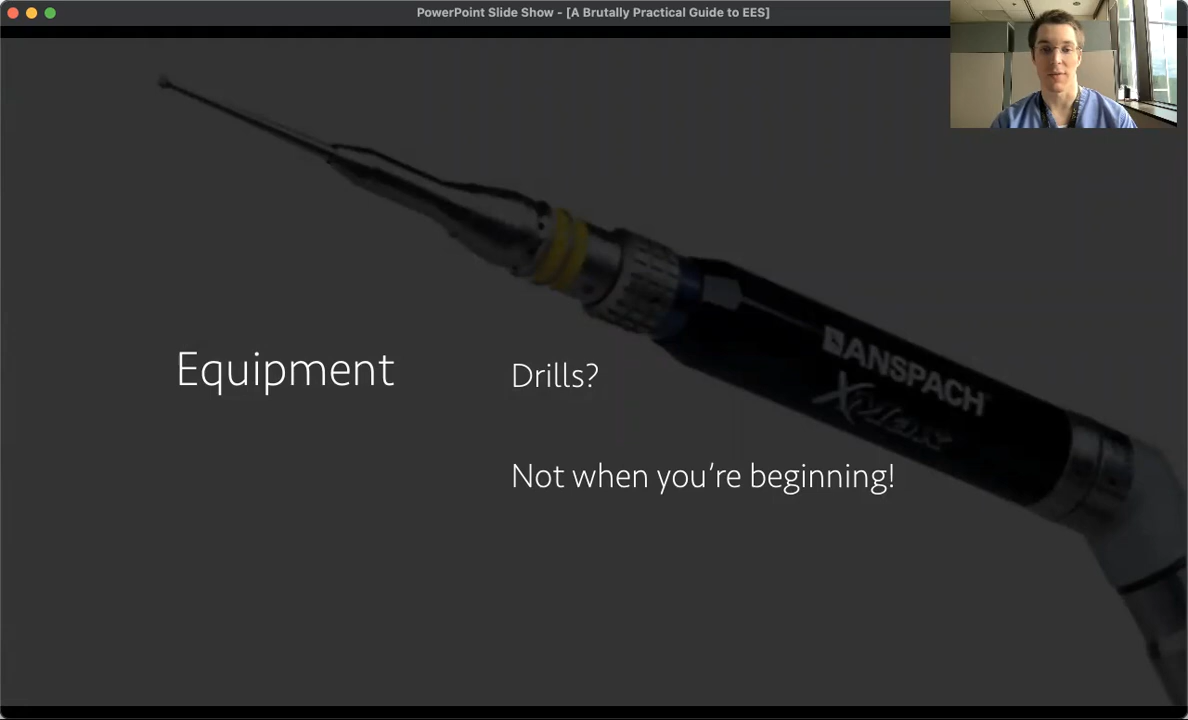 PowerPoint Slide Show - [A Brutally Practical Guide to EES]
ANSPACH
Equipment
Drills?
Not when you’re beginning!